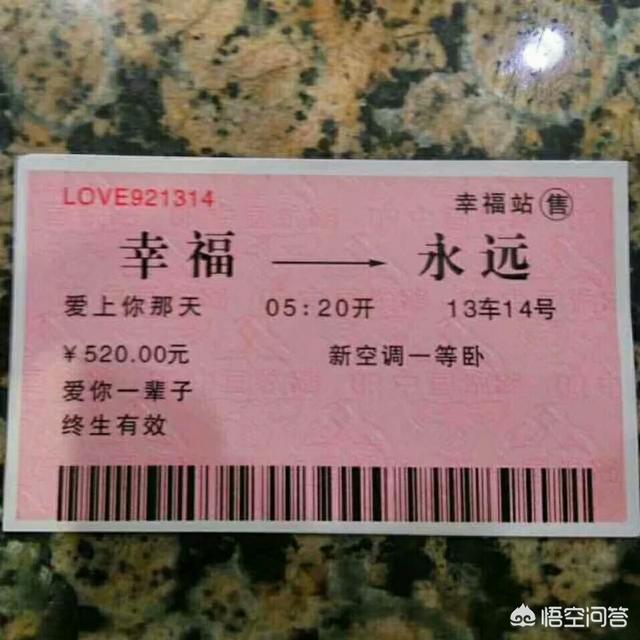 LOVE921314 幸福站 售
幸福 → 永远
爱上你那天 05:20开 13车14号
¥520.00元 新空调一等卧
爱你一辈子
终生有效
悟空问答